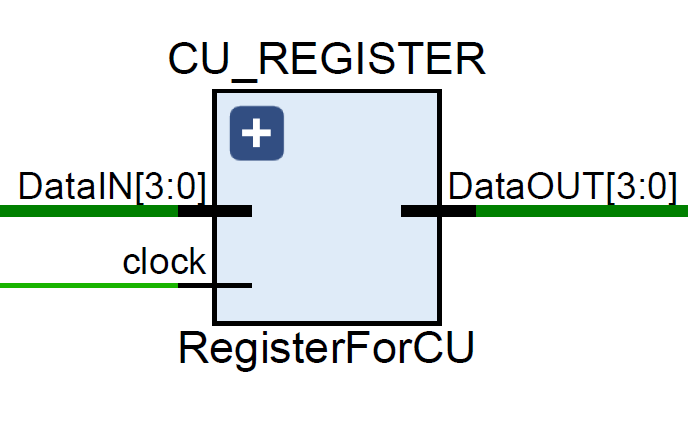 CU_REGISTER
DataIN[3:0]
DataOUT[3:0]
clock
RegisterForCU